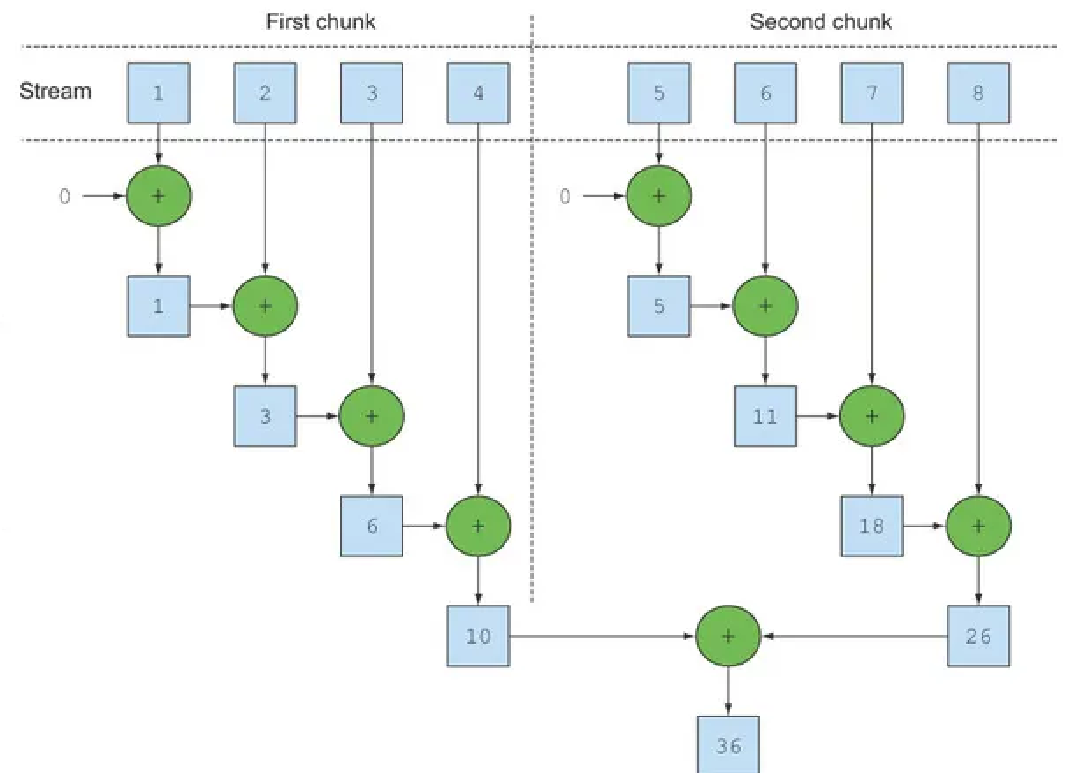 First chunk Second chunk
Stream 1 2 3 4 5 6 7 8
0 + 0 +
1 + 5 +
3 + 11 +
6 + 18 +
10 + 26
36